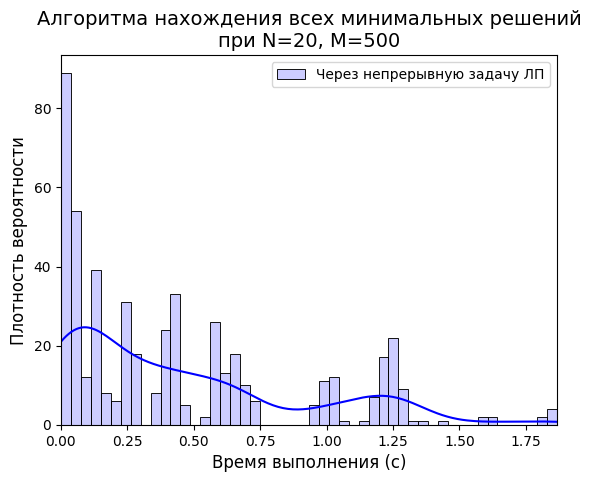 Алгоритма нахождения всех минимальных решений
при N=20, M=500
Через непрерывную задачу ЛП
Плотность вероятности
80
60
40
20
0
0.00 0.25 0.50 0.75 1.00 1.25 1.50 1.75
Время выполнения (с)